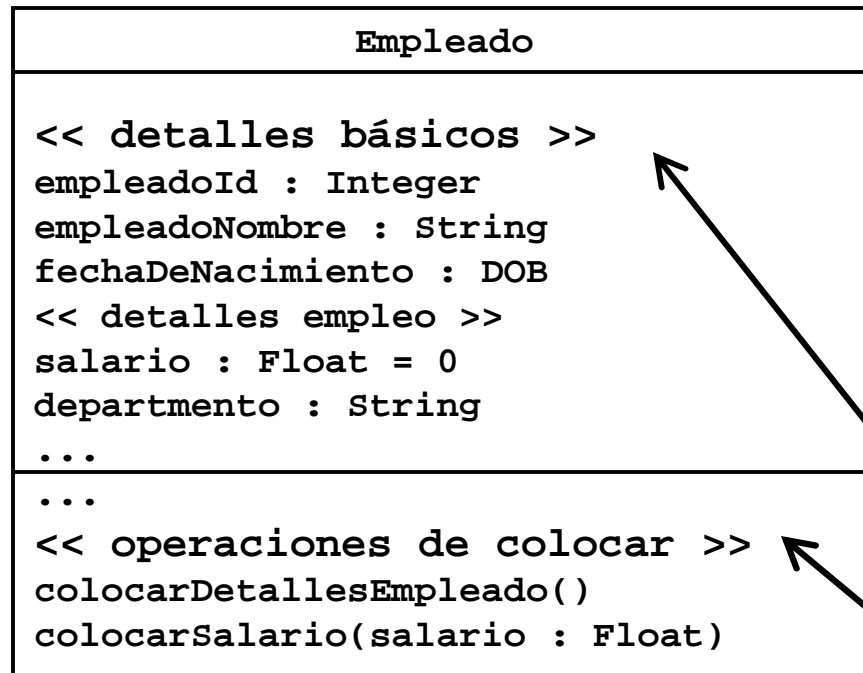 Empleado
<< detalles básicos >>
empleadoId : Integer
empleadoNombre : String
fechaDeNacimiento : DOB
<< detalles empleo >>
salario : Float = 0
departmento : String
...
...
<< operaciones de colocar >>
colocarDetallesEmpleado()
colocarSalario(salario : Float)